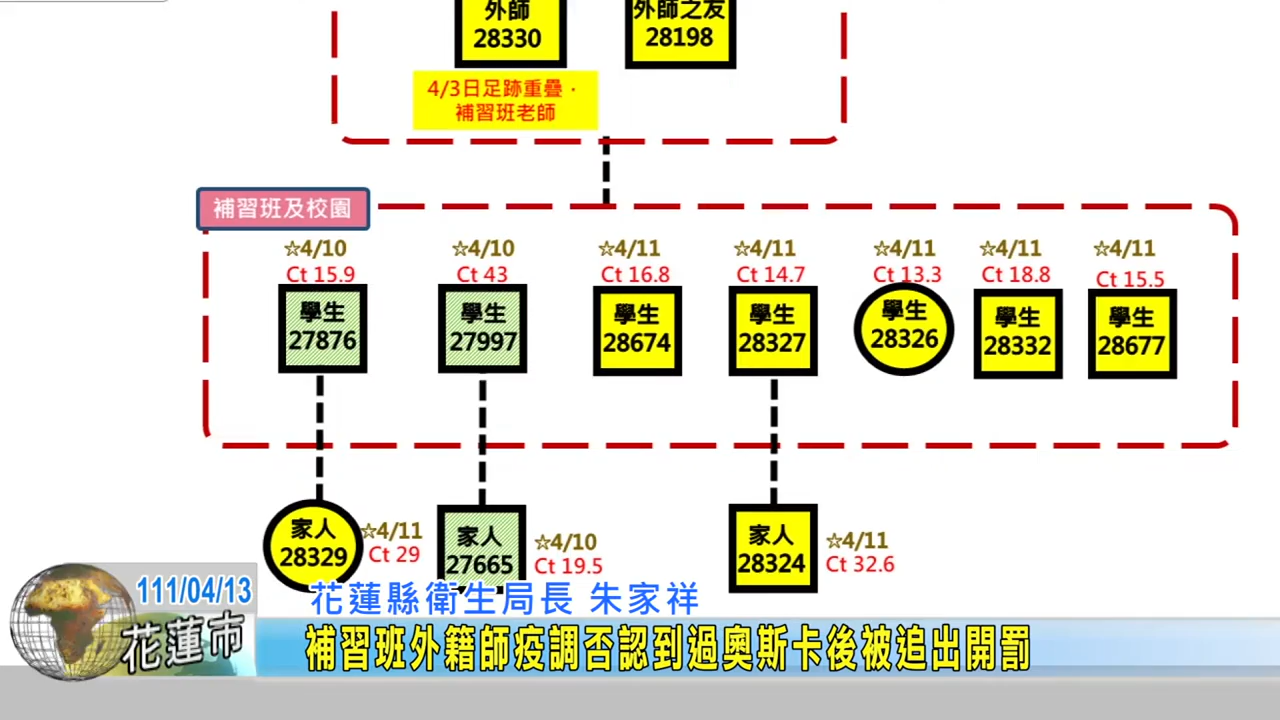 外師
28330
外師之友
28198
4/3日足跡重疊.
補習班老師
補習班及校園
☆4/10
Ct 15.9
學生
27876
☆4/10
Ct 43
學生
27997
☆4/11
Ct 16.8
學生
28674
☆4/11
Ct 14.7
學生
28327
☆4/11
Ct 13.3
學生
28326
☆4/11
Ct 18.8
學生
28332
☆4/11
Ct 15.5
學生
28677
家人
28329
☆4/11
Ct 29
家人
27665
☆4/10
Ct 19.5
家人
28324
☆4/11
Ct 32.6
111/04/13
花蓮市
花蓮縣衛生局長 朱家祥
補習班外籍師疫調否認到過奧斯卡後被追出開罰